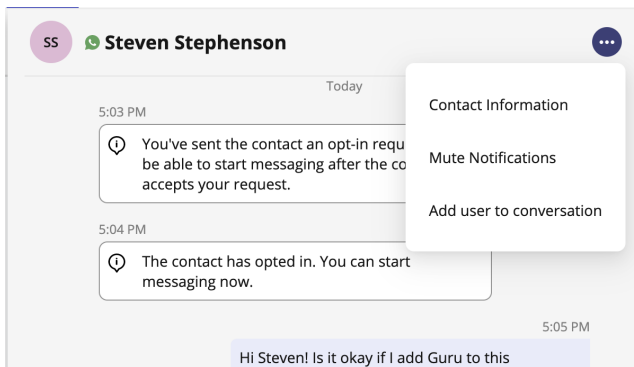 SS
Steven Stephenson
Today
Contact Information
Mute Notifications
Add user to conversation
5:03 PM
You've sent the contact an opt-in
be able to start messaging after the
accepts your request.
5:04 PM
The contact has opted in. You can start
messaging now.
5:05 PM
Hi Steven! Is it okay if I add Guru to this